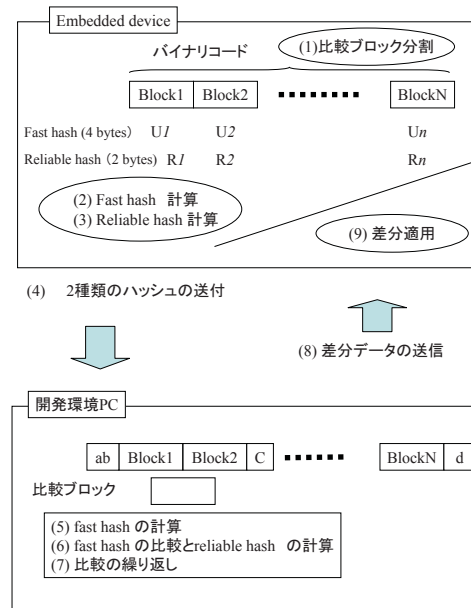 Embedded device
バイナリコード
(1)比較ブロック分割
Block1 Block2 BlockN
Fast hash (4 bytes) U1 U2 Un
Reliable hash (2 bytes) R1 R2 Rn
(2) Fast hash 計算
(3) Reliable hash 計算
(9) 差分適用
(4) 2種類のハッシュの送付
(8) 差分データの送信
開発環境PC
ab Block1 Block2 C BlockN d
比較ブロック
(5) fast hash の計算
(6) fast hash の比較とreliable hash の計算
(7) 比較の繰り返し